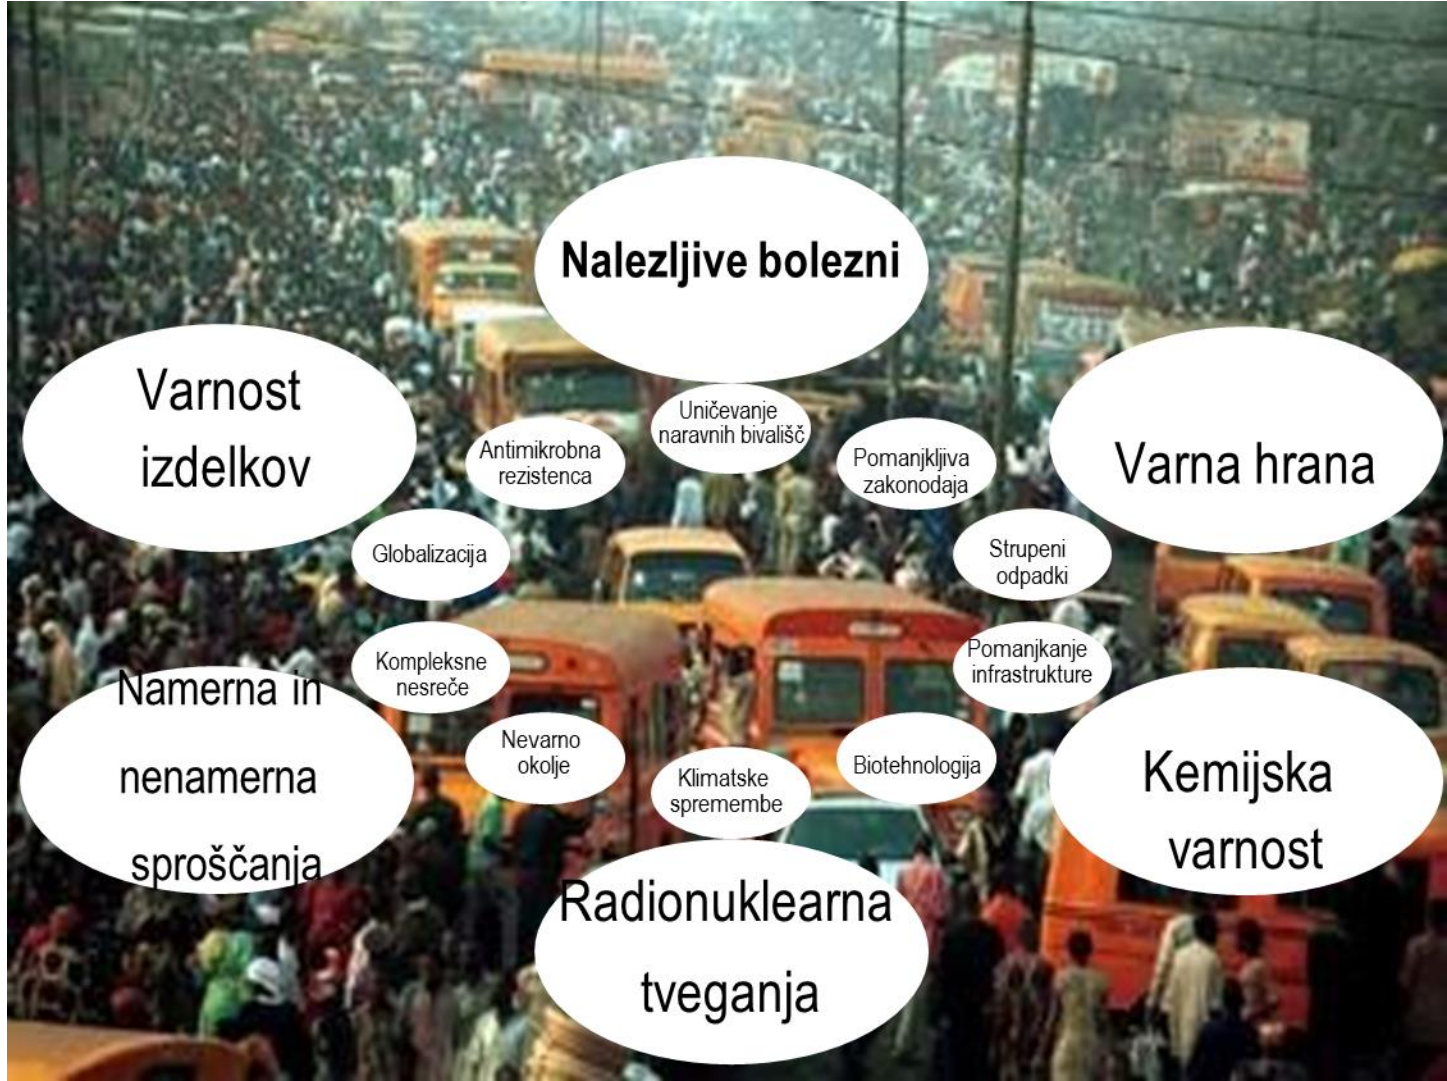 Nalezljive bolezni
Varnost
izdelkov
Varna hrana
Uničevanje
naravnih bivališč
Antimikrobna
rezistenca
Pomanjkljiva
zakonodaja
Globalizacija
Strupeni
odpadki
Kompleksne
nesreče
Pomanjkanje
infrastrukture
Namerna in
nenamerna
sproščanja
Nevarno
okolje
Klimatske
spremembe
Biotehnologija
Kemijska
varnost
Radionuklearna
tveganja